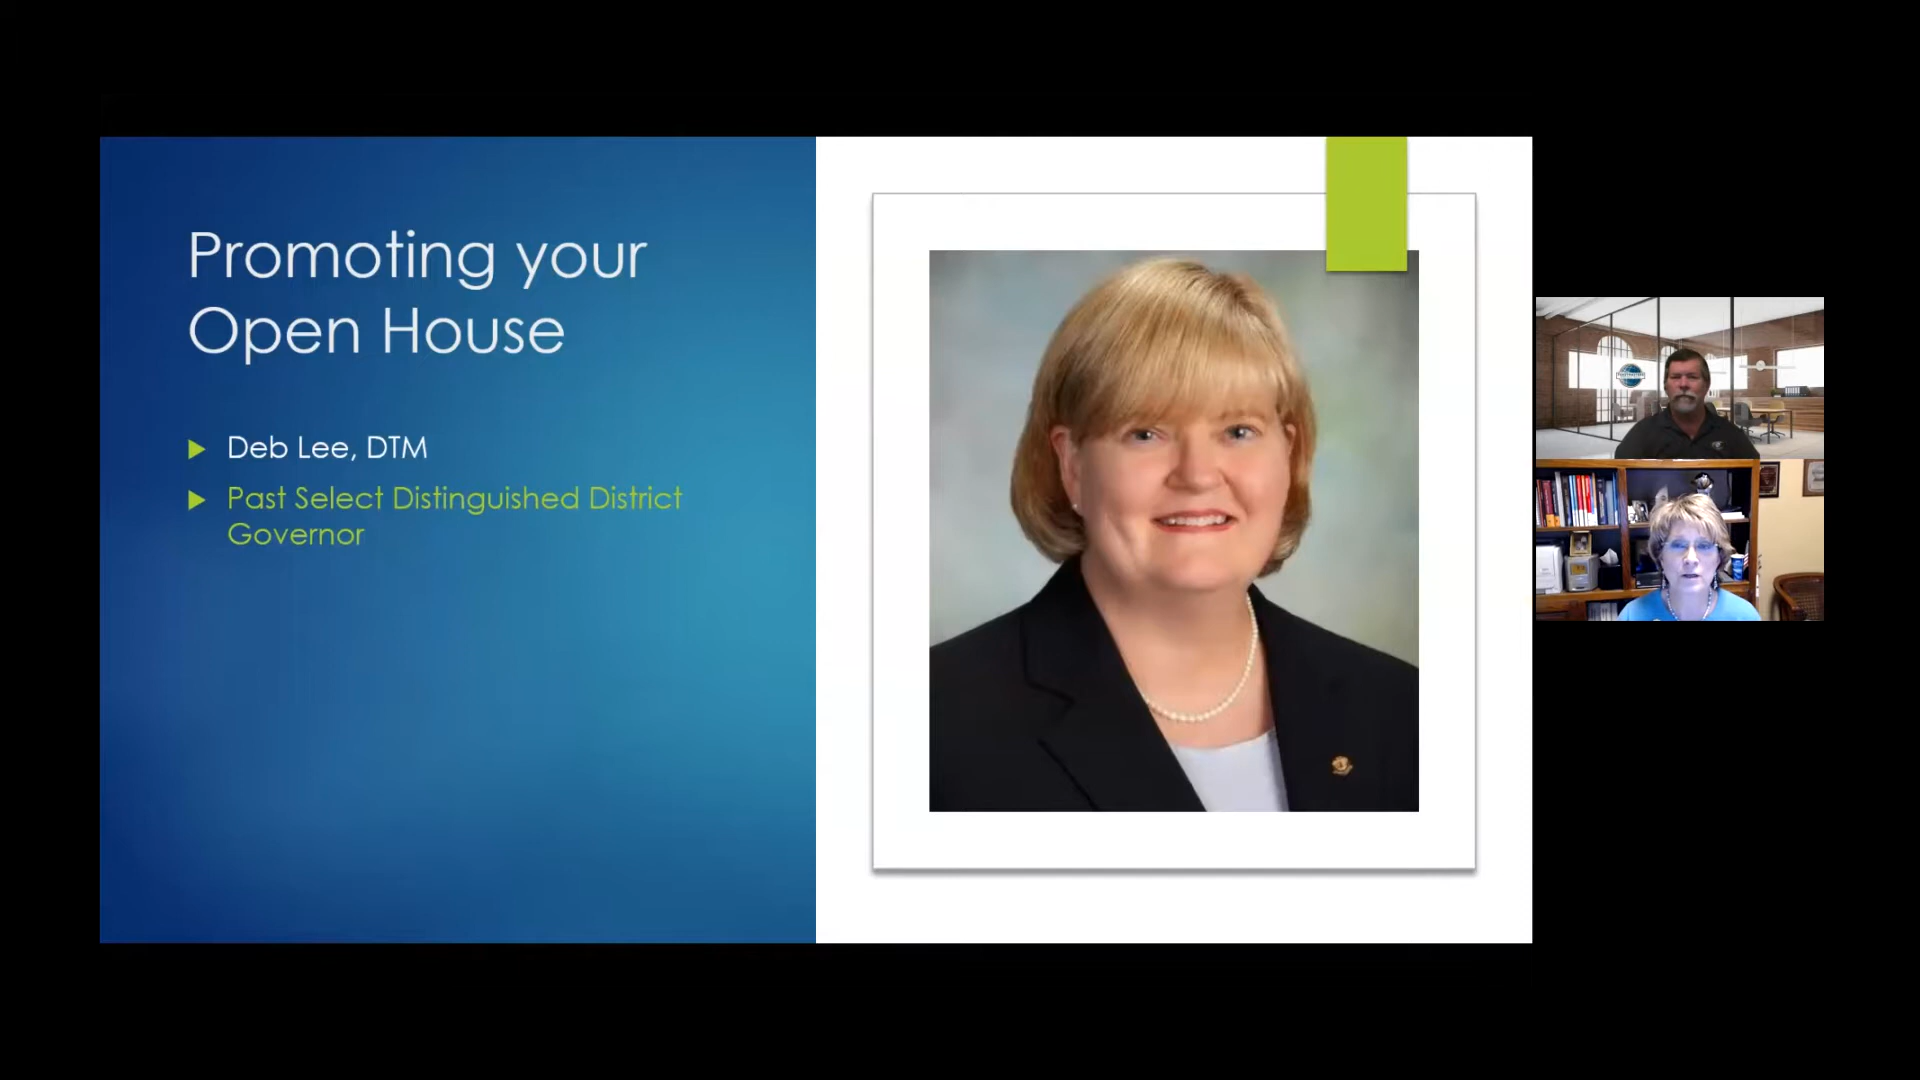 Promoting your
Open House
Deb Lee, DTM
Past Select Distinguished District
Governor